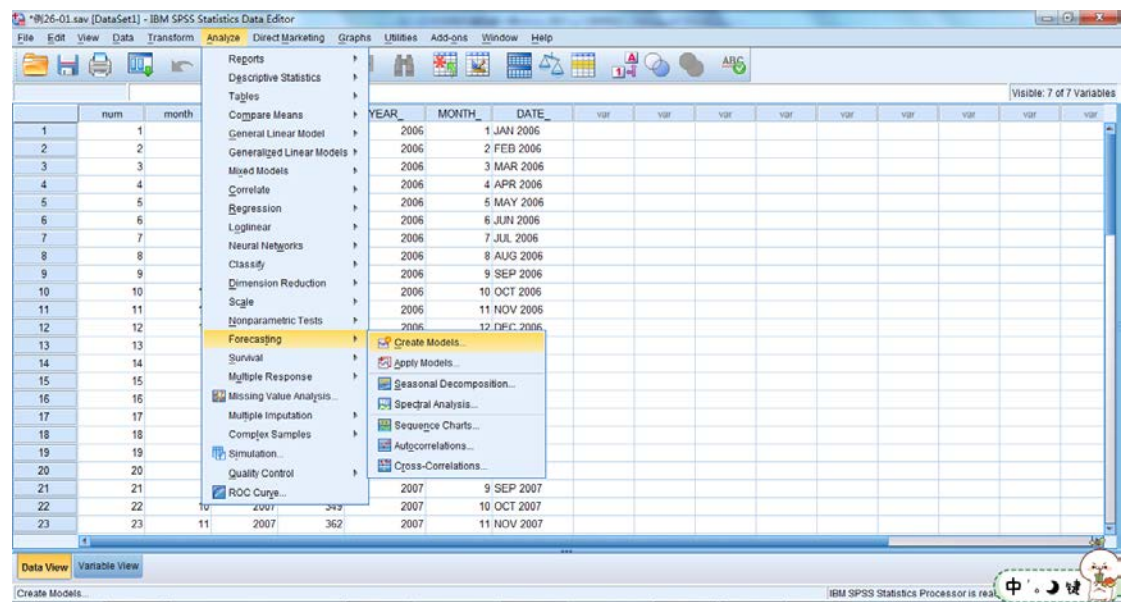 *例26-01.sav [DataSet1] - IBM SPSS Statistics Data Editor
File Edit View Data Transform Analyze Direct Marketing Graphs Utilities Add-ons Window Help
Visible: 7 of 7 Variables
num month YEAR_ MONTH_ DATE_ var var var var var var var
1 1 2006 1 JAN 2006
2 2 2006 2 FEB 2006
3 3 2006 3 MAR 2006
4 4 2006 4 APR 2006
5 5 2006 5 MAY 2006
6 6 2006 6 JUN 2006
7 7 2006 7 JUL 2006
8 8 2006 8 AUG 2006
9 9 2006 9 SEP 2006
10 10 2006 10 OCT 2006
11 11 2006 11 NOV 2006
12 12 2006 12 DEC 2006
13 13
14 14
15 15
16 16
17 17
18 18
19 19
20 20
21 21 2007 9 SEP 2007
22 22 10 2007 349 2007 10 OCT 2007
23 23 11 2007 362 2007 11 NOV 2007
Reports
Descriptive Statistics
Tables
Compare Means
General Linear Model
Generalized Linear Models
Mixed Models
Correlate
Regression
Loglinear
Neural Networks
Classify
Dimension Reduction
Scale
Nonparametric Tests
Forecasting
Survival
Multiple Response
Missing Value Analysis...
Multiple Imputation
Complex Samples
Simulation...
Quality Control
ROC Curve...
Create Models...
Apply Models...
Seasonal Decomposition...
Spectral Analysis...
Sequence Charts...
Autocorrelations...
Cross-Correlations...
Data View Variable View
Create Models...
IBM SPSS Statistics Processor is rea
中 键